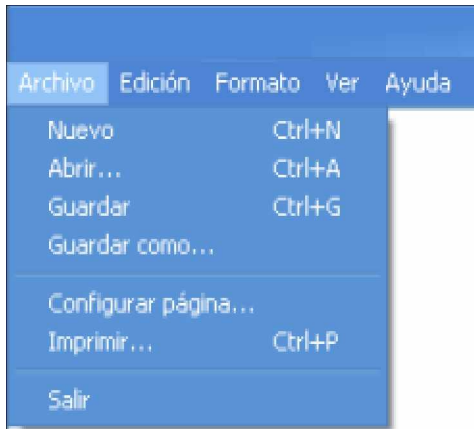 Archivo Edición Formato Ver Ayuda
Nuevo Ctrl+N
Abrir... Ctrl+A
Guardar Ctrl+G
Guardar como...
Configurar página...
Imprimir... Ctrl+P
Salir